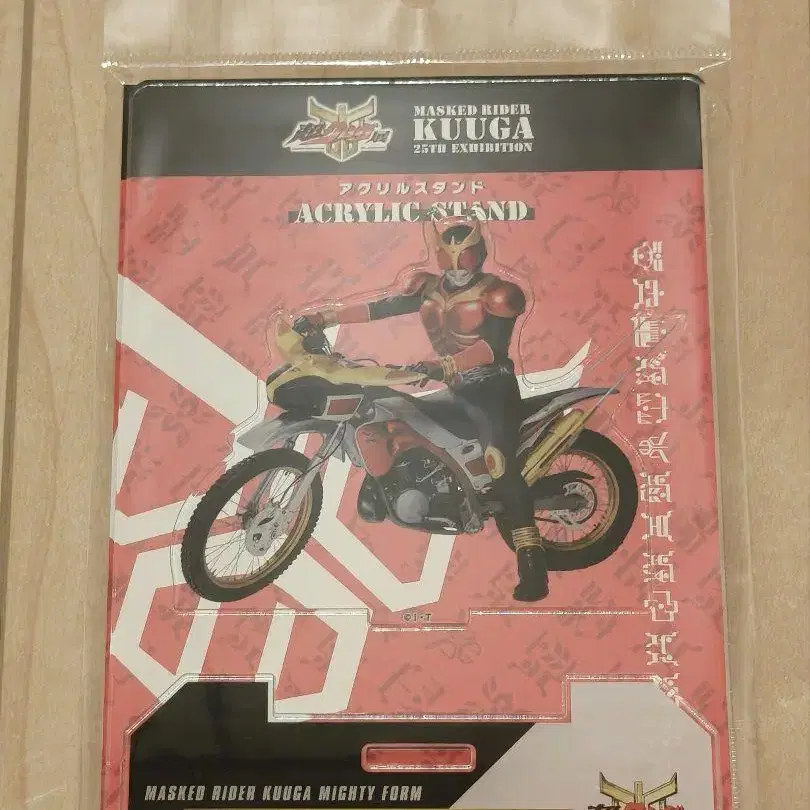 MASKED RIDER
KUUGA
25TH EXHIBITION
アクリルスタンド
ACRYLIC STAND
©I•T
MASKED RIDER KUUGA MIGHTY FORM